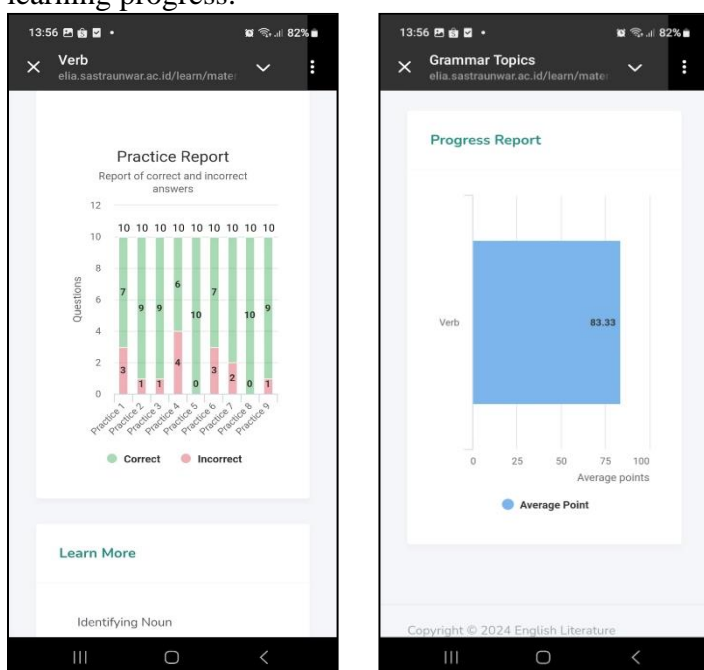 learning progress.
13:56 82%
Verb
elia.sastraunwar.ac.id/learn/mater
Practice Report
Report of correct and incorrect
answers
12
10 10 10 10 10 10 10 10 10
10
8
6
4
2
0
Questions
7 9 9 6 10 7 10 9
3 1 1 4 0 3 2 0 1
Practice 1 Practice 2 Practice 3 Practice 4 Practice 5 Practice 6 Practice 7 Practice 8 Practice 9
Correct Incorrect
Learn More
Identifying Noun
13:56 82%
Grammar Topics
elia.sastraunwar.ac.id/learn/mate
Progress Report
Verb
83.33
0 25 50 75 100
Average points
Average Point
Copyright © 2024 English Literature